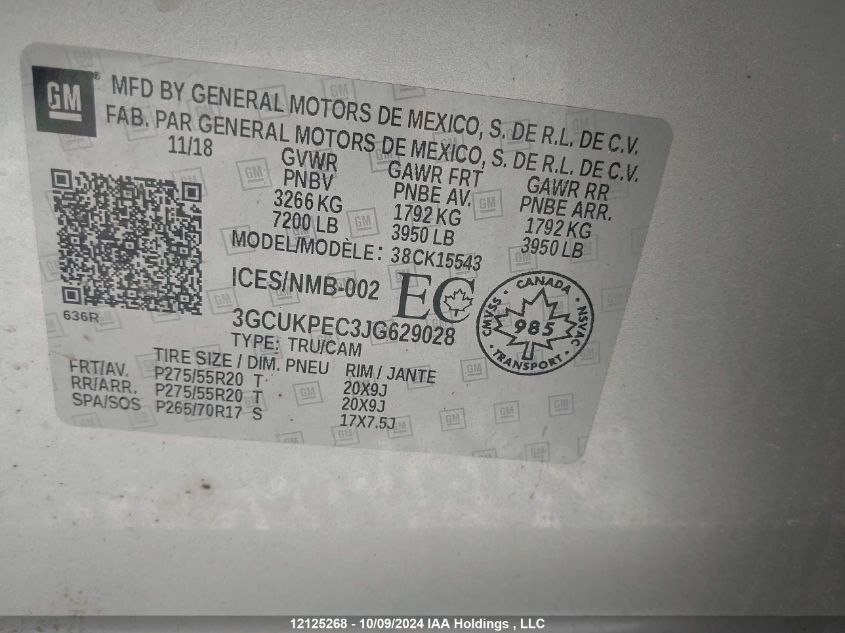 GM ® MFD BY GENERAL MOTORS DE MEXICO, S. DE R.L. DE C.V.
FAB. PAR GENERAL MOTORS DE MEXICO, S. DE R.L. DE C.V.
11/18 GVWR GAWR FRT GAWR RR
PNBV PNBE AV. PNBE ARR.
3266 KG 1792 KG 1792 KG
7200 LB 3950 LB 3950 LB
MODEL/MODÈLE: 38CK15543
ICES/NMB-002 EC
CANADA
CMVSS 985 NSVAC
TRANSPORT
636R
3GCUKPEC3JG629028
TYPE: TRU/CAM
TIRE SIZE / DIM. PNEU RIM / JANTE
FRT/AV. P275/55R20 T 20X9J
RR/ARR. P275/55R20 T 20X9J
SPA/SOS P265/70R17 S 17X7.5J
12125268 - 10/09/2024 IAA Holdings , LLC